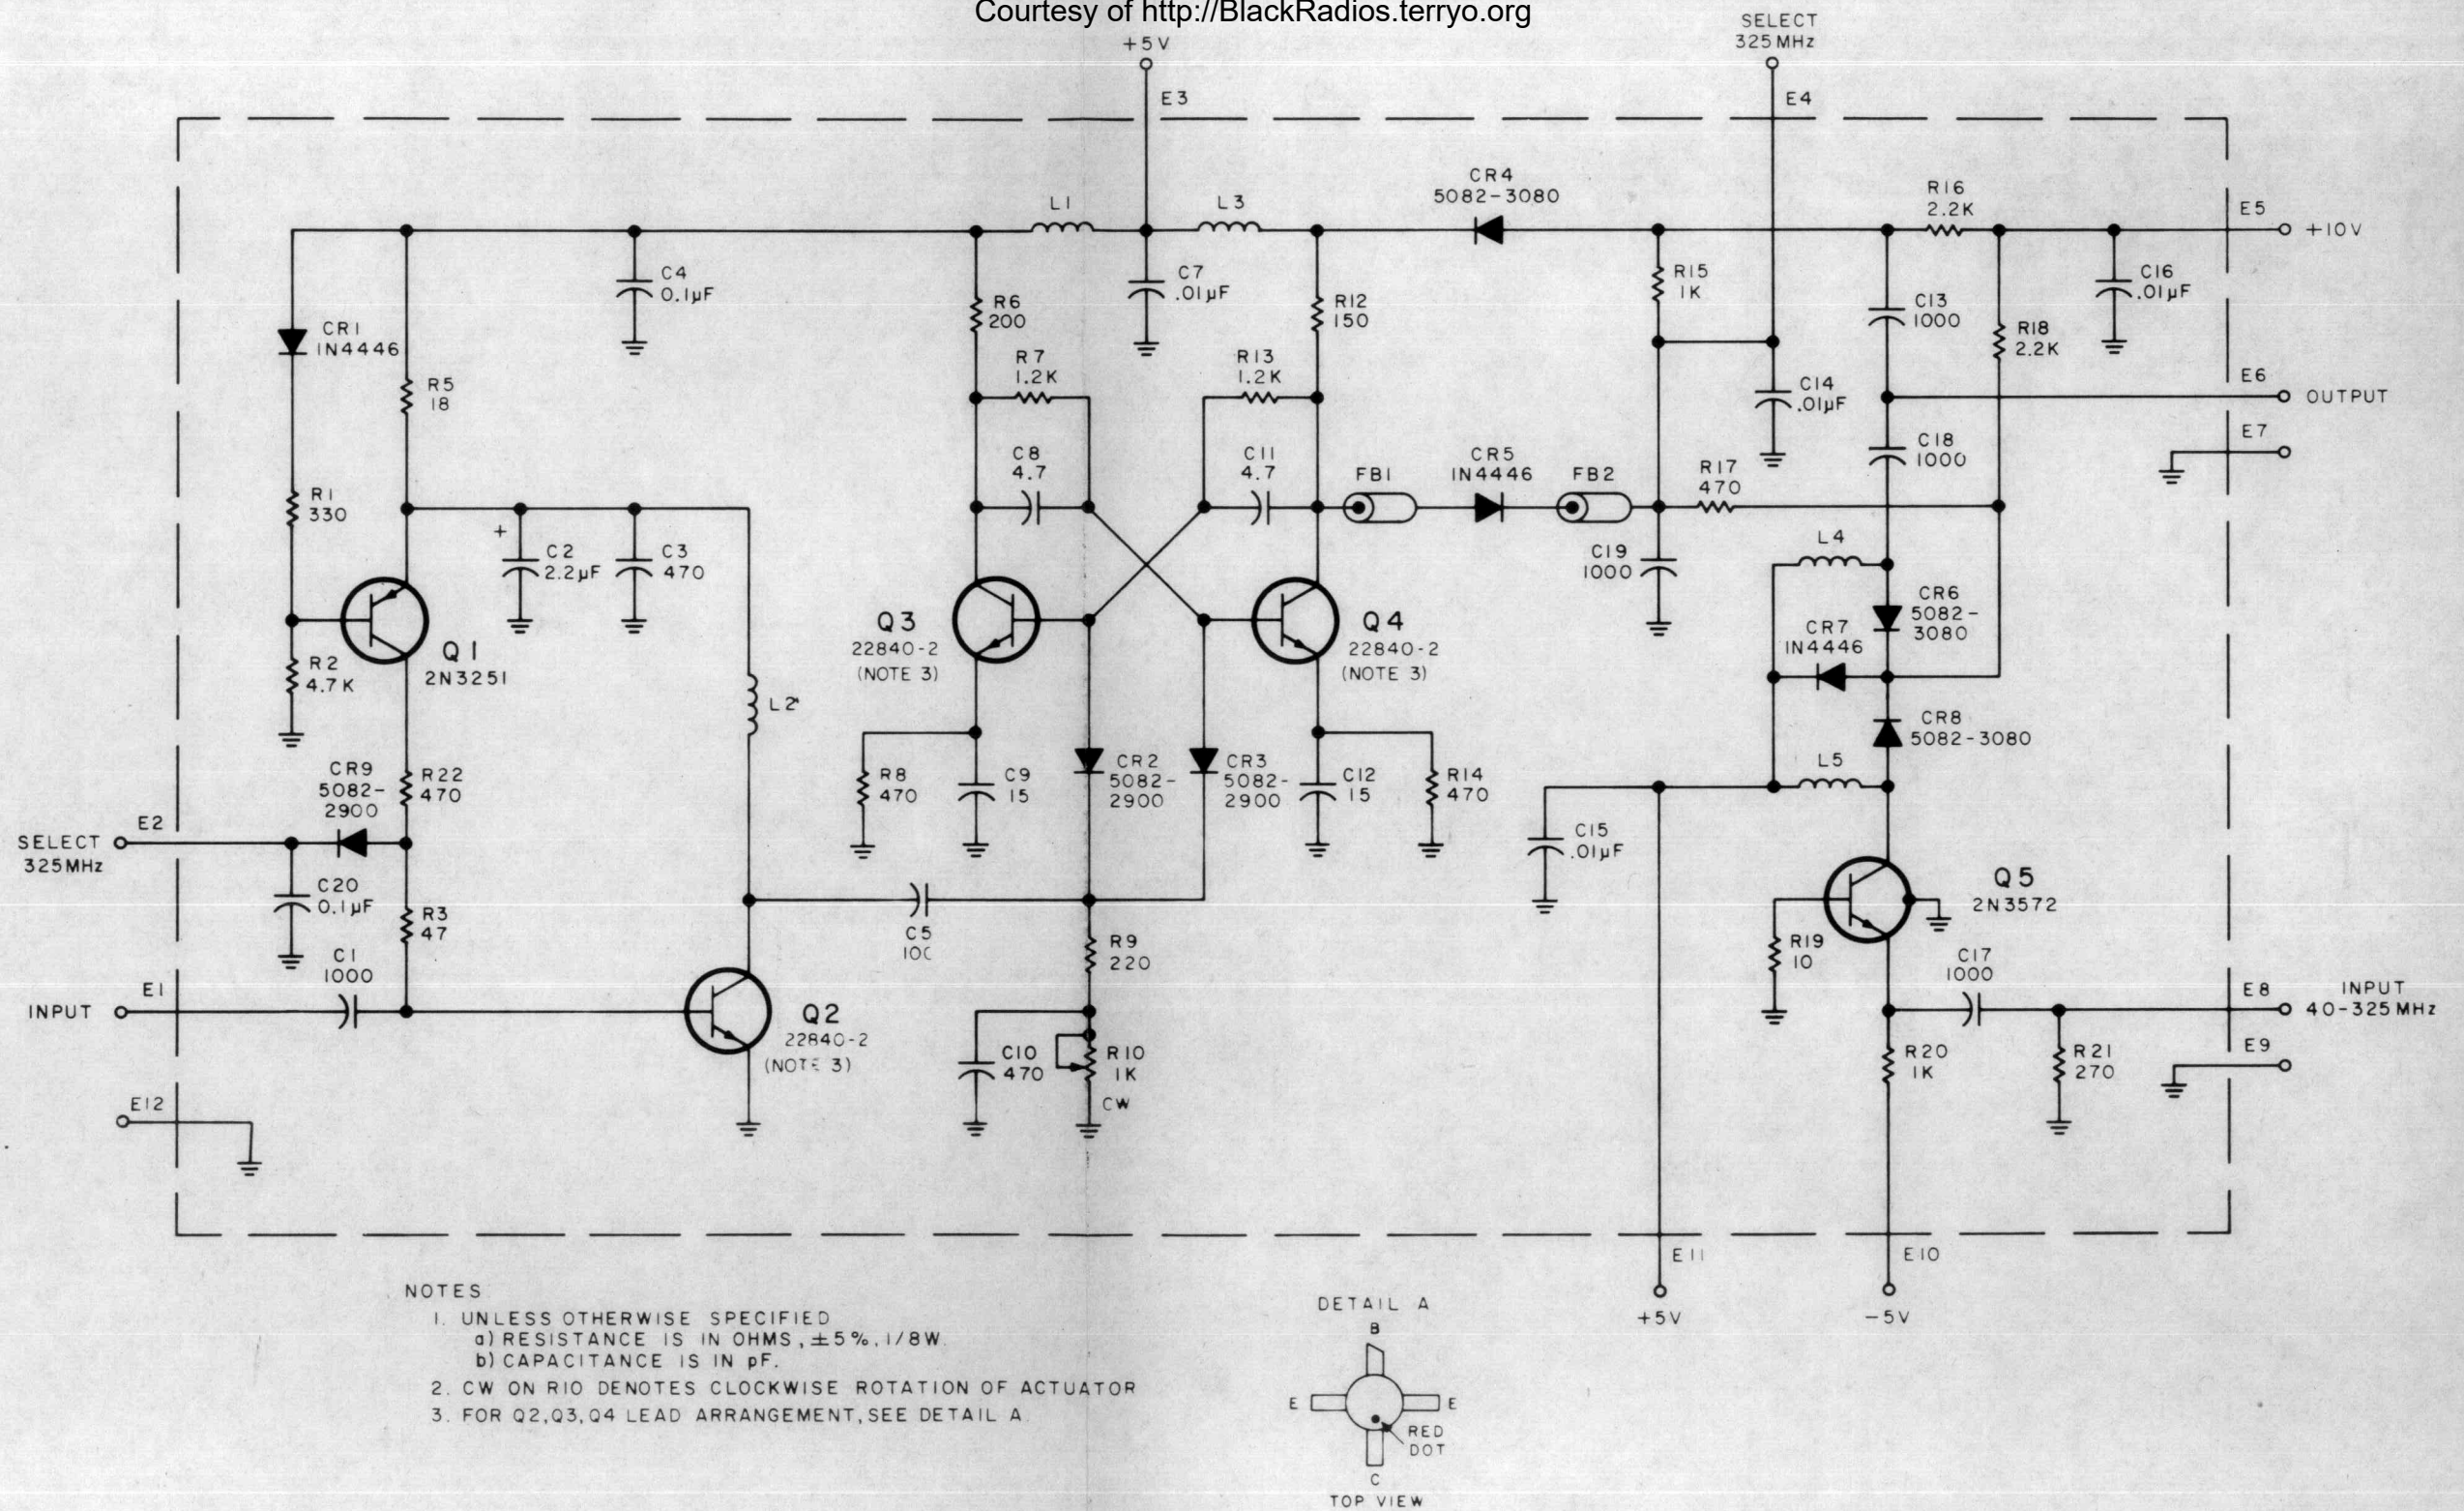 Courtesy of http://BlackRadios.terryo.org
+5V
E3
SELECT
325MHz
E4
L1
L3
CR4
5082-3080
R16
2.2K
E5
+10V
C4
0.1µF
C7
.01µF
R6
200
R12
150
R15
1K
C13
1000
R18
2.2K
C16
.01µF
CR1
1N4446
R5
18
R7
1.2K
R13
1.2K
C14
.01µF
E6
OUTPUT
E7
R1
330
C8
4.7
C11
4.7
FB1
CR5
1N4446
FB2
R17
470
C18
1000
+
C2
2.2µF
C3
470
C19
1000
L4
CR6
5082-
3080
CR7
1N4446
Q1
2N3251
R2
4.7K
Q3
22840-2
(NOTE 3)
Q4
22840-2
(NOTE 3)
L2
CR8
5082-3080
CR9
5082-
2900
R22
470
R8
470
C9
15
CR2
5082-
2900
CR3
5082-
2900
C12
15
R14
470
L5
E2
SELECT
325MHz
C20
0.1µF
R3
47
C15
.01µF
Q5
2N3572
C5
R9
220
R19
10
C17
1000
C1
1000
E1
INPUT
Q2
22840-2
(NOTE 3)
C10
470
R10
1K
CW
R20
1K
R21
270
E8
INPUT
40-325MHz
E9
E12
E11
+5V
E10
-5V
NOTES
1. UNLESS OTHERWISE SPECIFIED
a) RESISTANCE IS IN OHMS, ±5%, 1/8W.
b) CAPACITANCE IS IN pF.
2. CW ON R10 DENOTES CLOCKWISE ROTATION OF ACTUATOR
3. FOR Q2,Q3,Q4 LEAD ARRANGEMENT, SEE DETAIL A
DETAIL A
B
E
E
RED
DOT
C
TOP VIEW